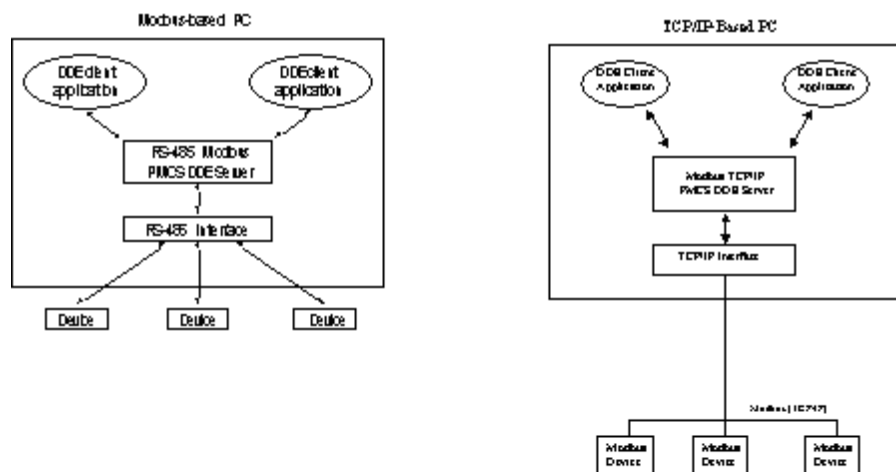 Modbus-based PC
DDE client
application
DDE client
application
RS-485 Modbus
PMCS DDE Server
RS-485 Interface
Device
Device
Device
TCP/IP-Based PC
DDE Client
Application
DDE Client
Application
Modbus TCP/IP
PMCS DDE Server
TCP/IP Interface
Modbus
Modbus
Device
Modbus
Device
Modbus
Device